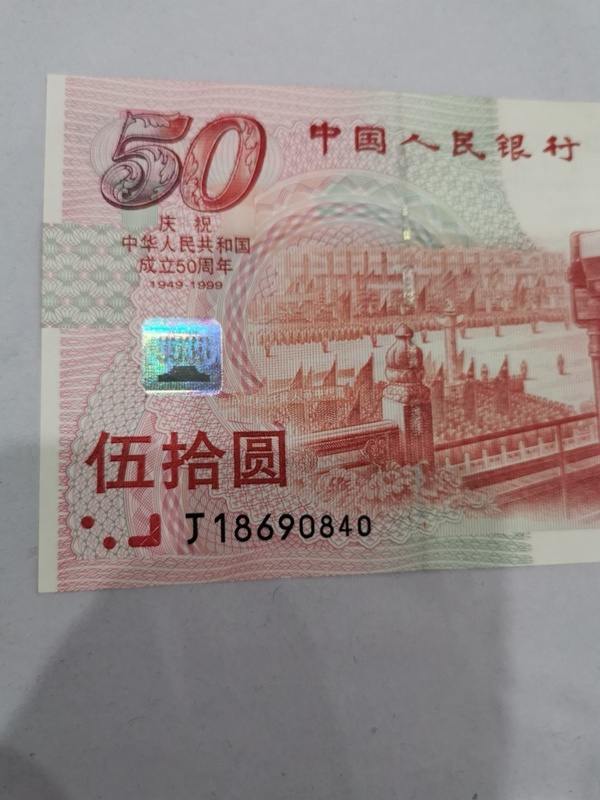 50
中国人民银行
庆祝
中华人民共和国
成立50周年
1949-1999
伍拾圆
J18690840